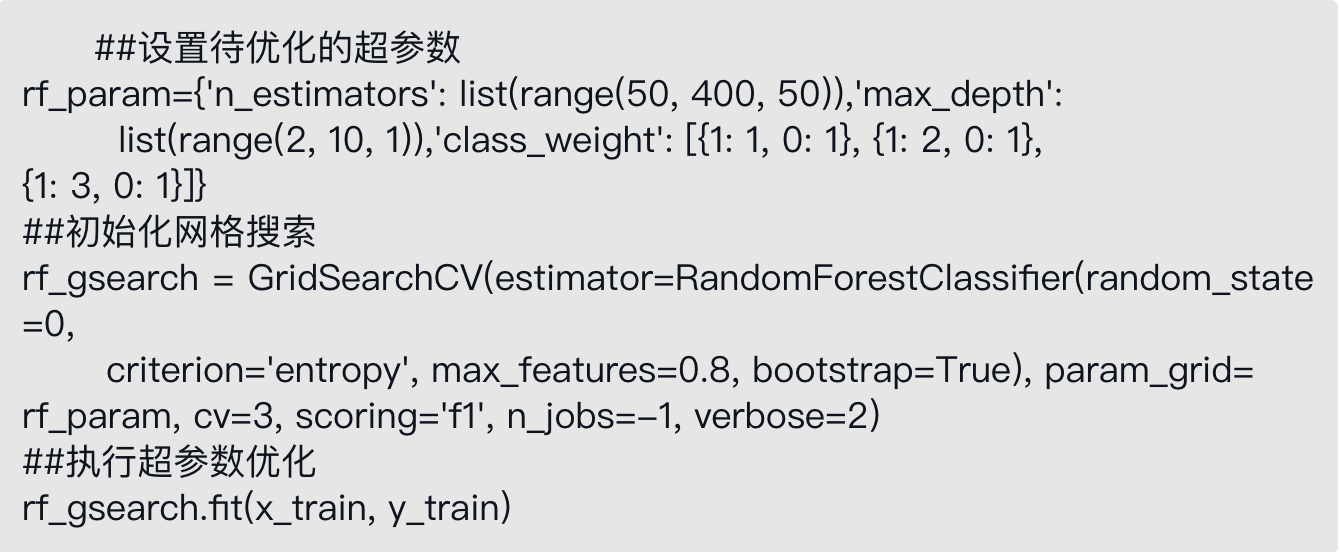 ##设置待优化的超参数
rf_param={'n_estimators': list(range(50, 400, 50)),'max_depth':
list(range(2, 10, 1)),'class_weight': [{1: 1, 0: 1}, {1: 2, 0: 1},
{1: 3, 0: 1}]}
##初始化网格搜索
rf_gsearch = GridSearchCV(estimator=RandomForestClassifier(random_state
=0,
criterion='entropy', max_features=0.8, bootstrap=True), param_grid=
rf_param, cv=3, scoring='f1', n_jobs=–1, verbose=2)
##执行超参数优化
rf_gsearch.fit(x_train, y_train)